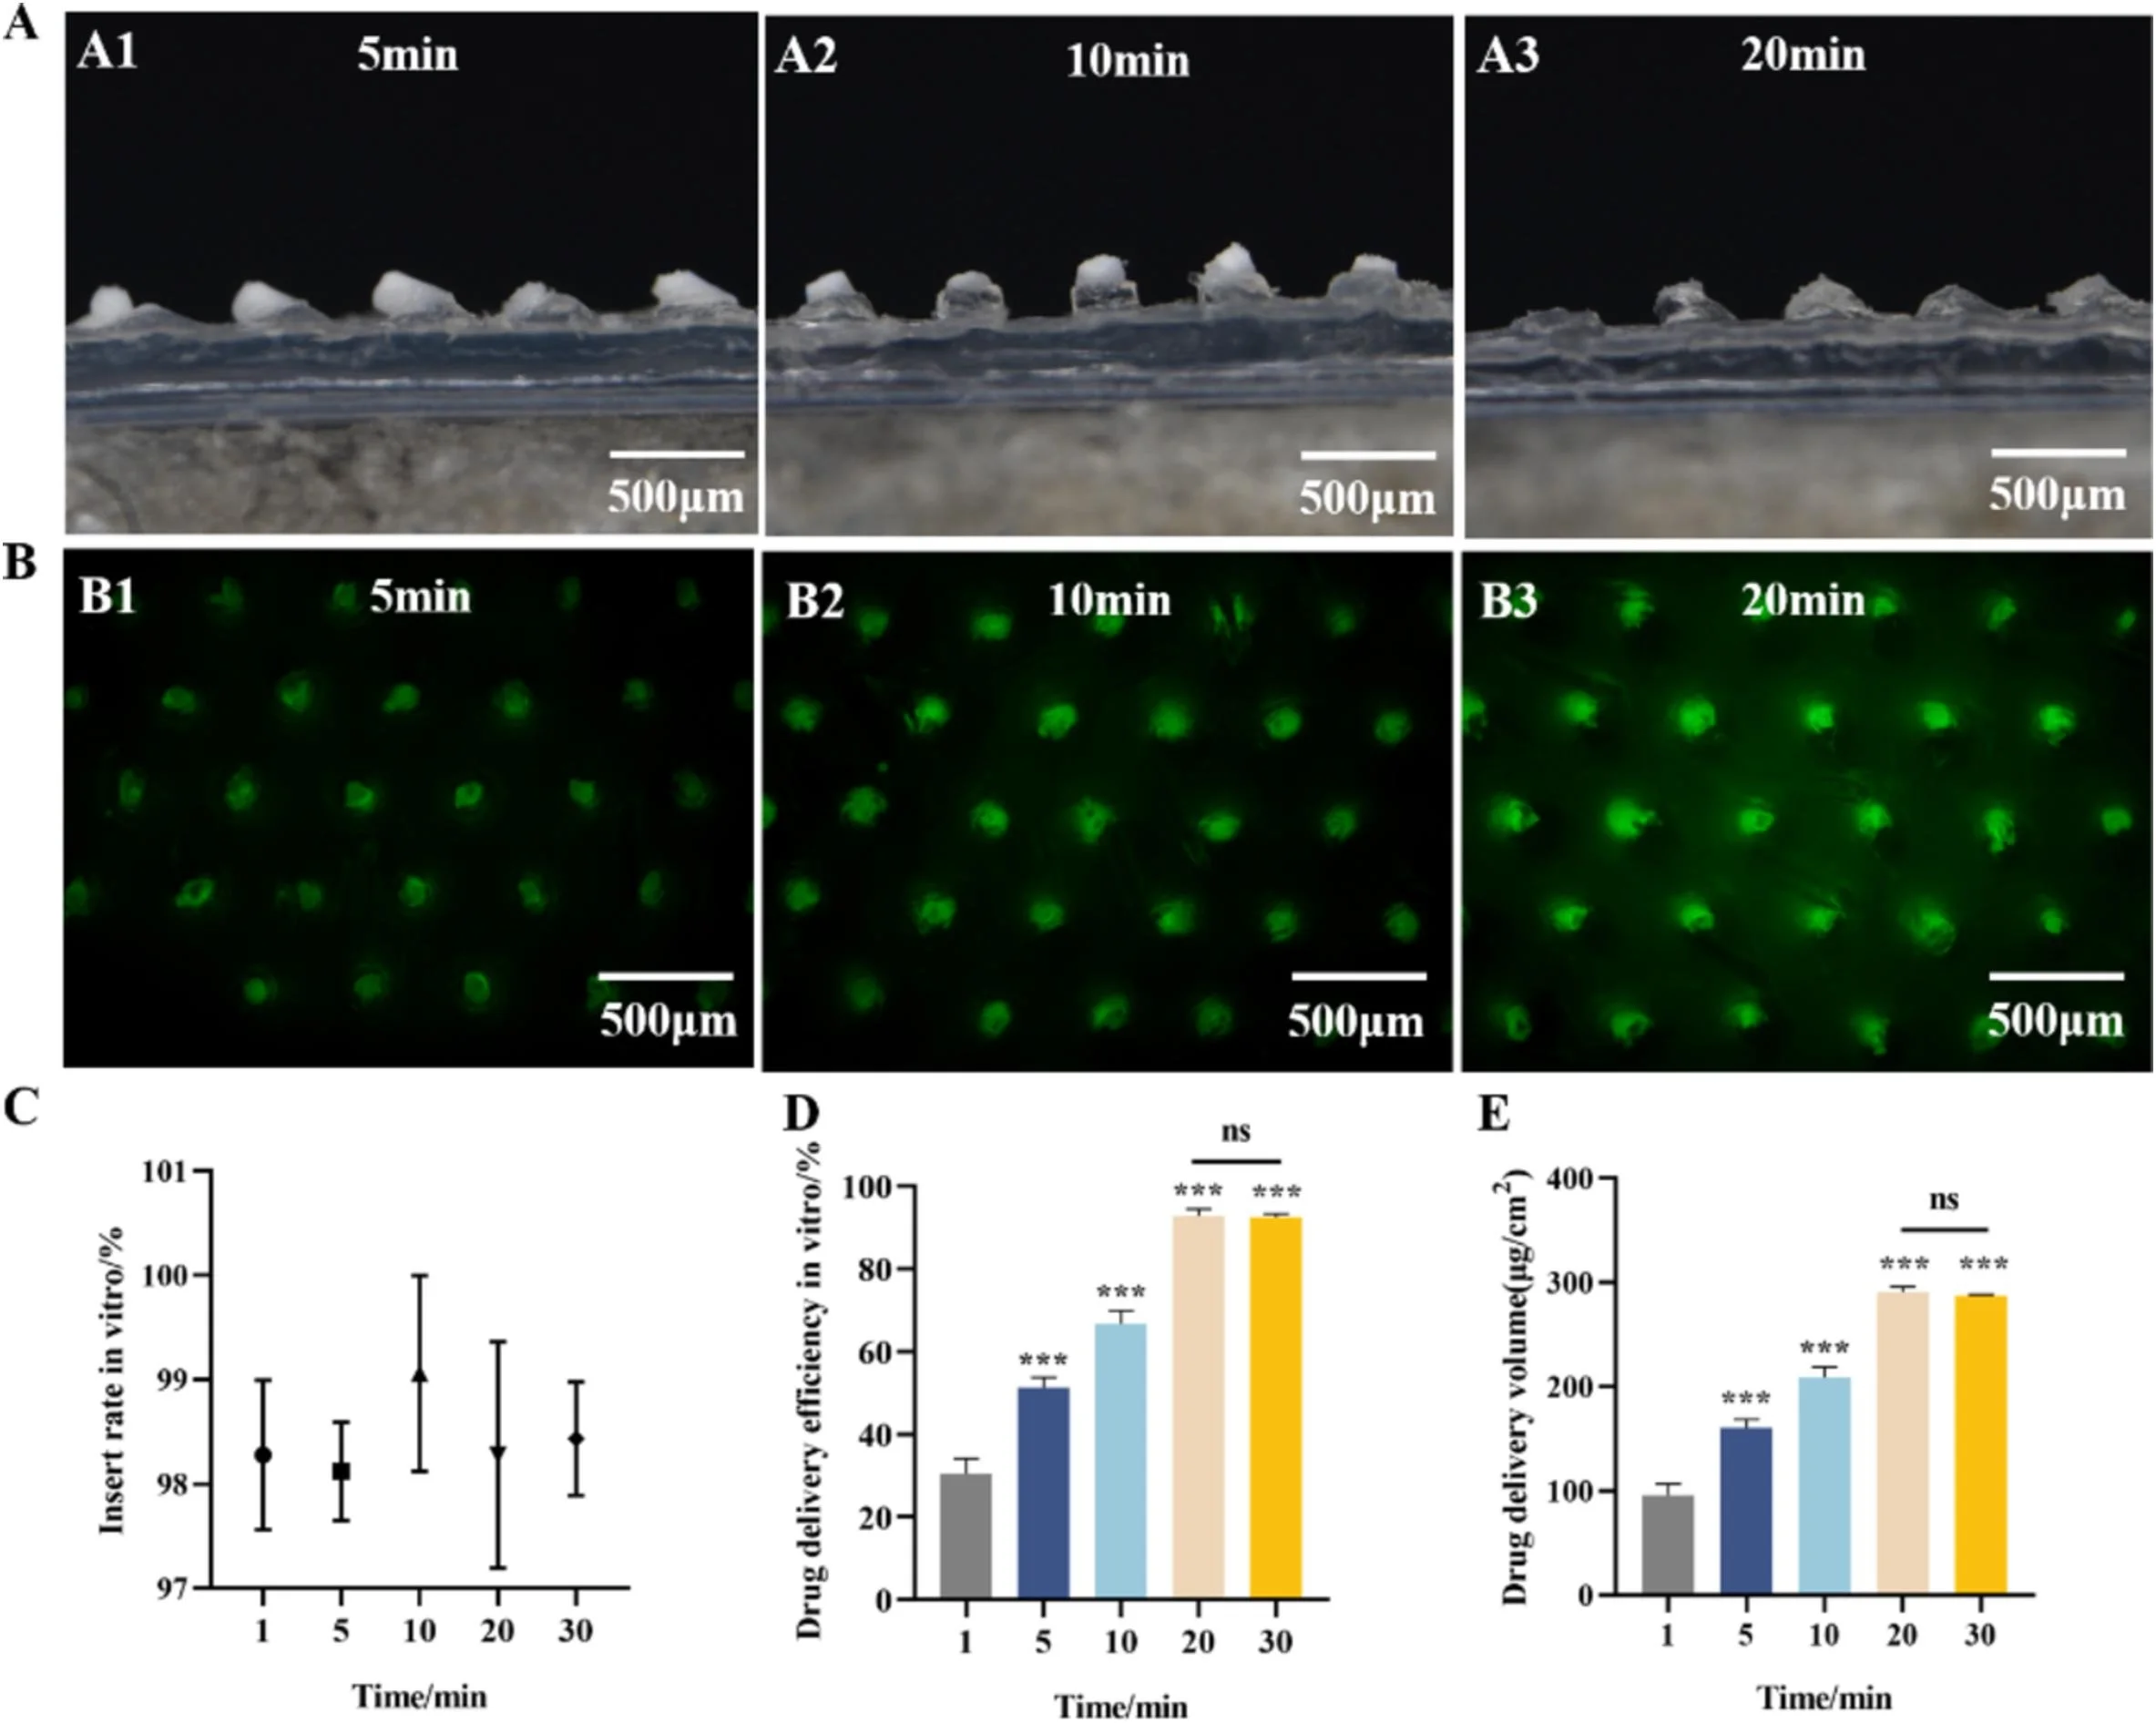 A
A1 5min
A2 10min
A3 20min
500μm
500μm
500μm
B
B1 5min
B2 10min
B3 20min
500μm
500μm
500μm
C
Insert rate in vitro/%
101
100
99
98
97
1 5 10 20 30
Time/min
D
Drug delivery efficiency in vitro/%
ns
*** ***
***
***
100
80
60
40
20
0
1 5 10 20 30
Time/min
E
Drug delivery volume(μg/cm²)
ns
*** ***
***
***
400
300
200
100
0
1 5 10 20 30
Time/min